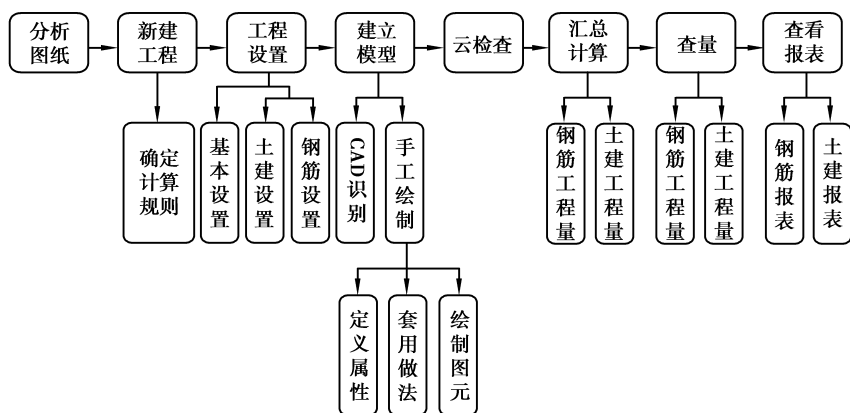 分析
图纸
新建
工程
工程
设置
建立
模型
云检查
汇总
计算
查量
查看
报表
确定
计算
规则
基本设置
土建设置
钢筋设置
CAD识别
手工绘制
钢筋工程量
土建工程量
钢筋工程量
土建工程量
钢筋报表
土建报表
定义属性
套用做法
绘制图元